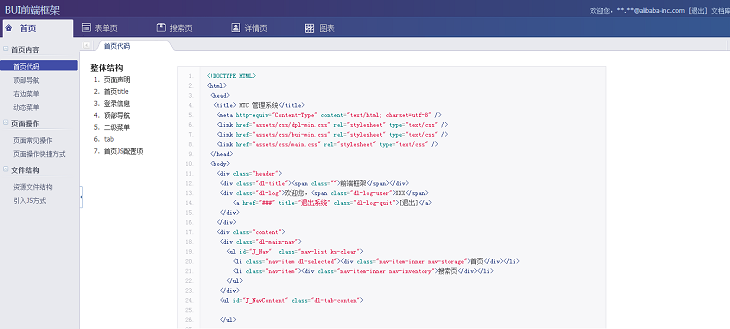 BUI前端框架
欢迎您，**.**@alibaba-inc.com [退出] 文档库
首页
表单页
搜索页
详情页
图表
首页内容
首页代码
顶部导航
右边菜单
动态菜单
页面操作
页面常见操作
页面操作快捷方式
文件结构
资源文件结构
引入JS方式
首页代码
整体结构
1. 页面声明
2. 首页title
3. 登录信息
4. 顶部导航
5. 二级菜单
6. tab
7. 首页JS配置项
1. <!DOCTYPE HTML>
2. <html>
3. <head>
4. <title> MTC 管理系统</title>
5. <meta http-equiv="Content-Type" content="text/html; charset=utf-8" />
6. <link href="assets/css/dpl-min.css" rel="stylesheet" type="text/css" />
7. <link href="assets/css/bui-min.css" rel="stylesheet" type="text/css" />
8. <link href="assets/css/main.css" rel="stylesheet" type="text/css" />
9. </head>
10. <body>
11. <div class="header">
12. <div class="dl-title"><span class="">前端框架</span></div>
13. <div class="dl-log">欢迎您，<span class="dl-log-user">XXX</span>
14. <a href="###" title="退出系统" class="dl-log-quit">[退出]</a>
15. </div>
16. </div>
17. <div class="content">
18. <div class="dl-main-nav">
19. <ul id="J_Nav" class="nav-list ks-clear">
20. <li class="nav-item dl-selected"><div class="nav-item-inner nav-storage">首页</div></li>
21. <li class="nav-item"><div class="nav-item-inner nav-inventory">搜索页</div></li>
22. </ul>
23. </div>
24. <ul id="J_NavContent" class="dl-tab-conten">
25.
26. </ul>